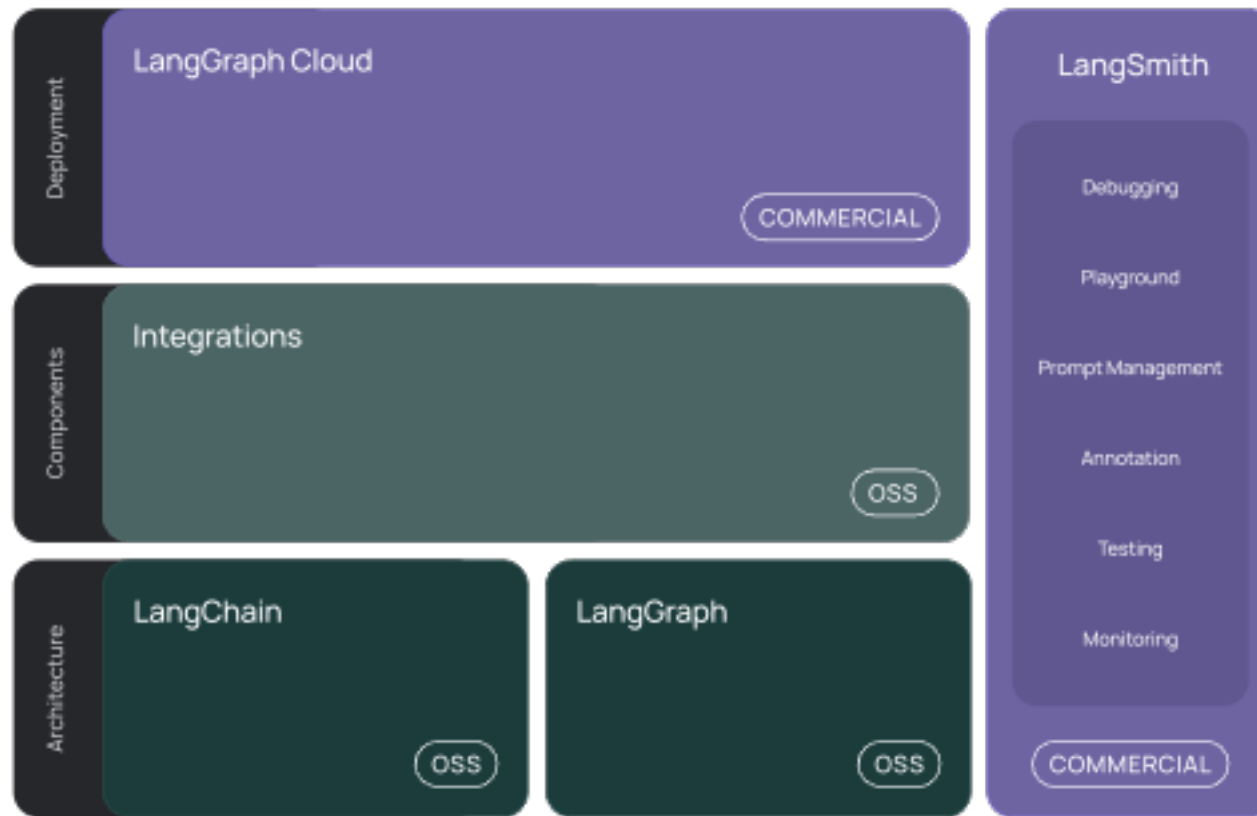 Deployment
LangGraph Cloud
COMMERCIAL
Components
Integrations
OSS
Architecture
LangChain
OSS
LangGraph
OSS
LangSmith
Debugging
Playground
Prompt Management
Annotation
Testing
Monitoring
COMMERCIAL